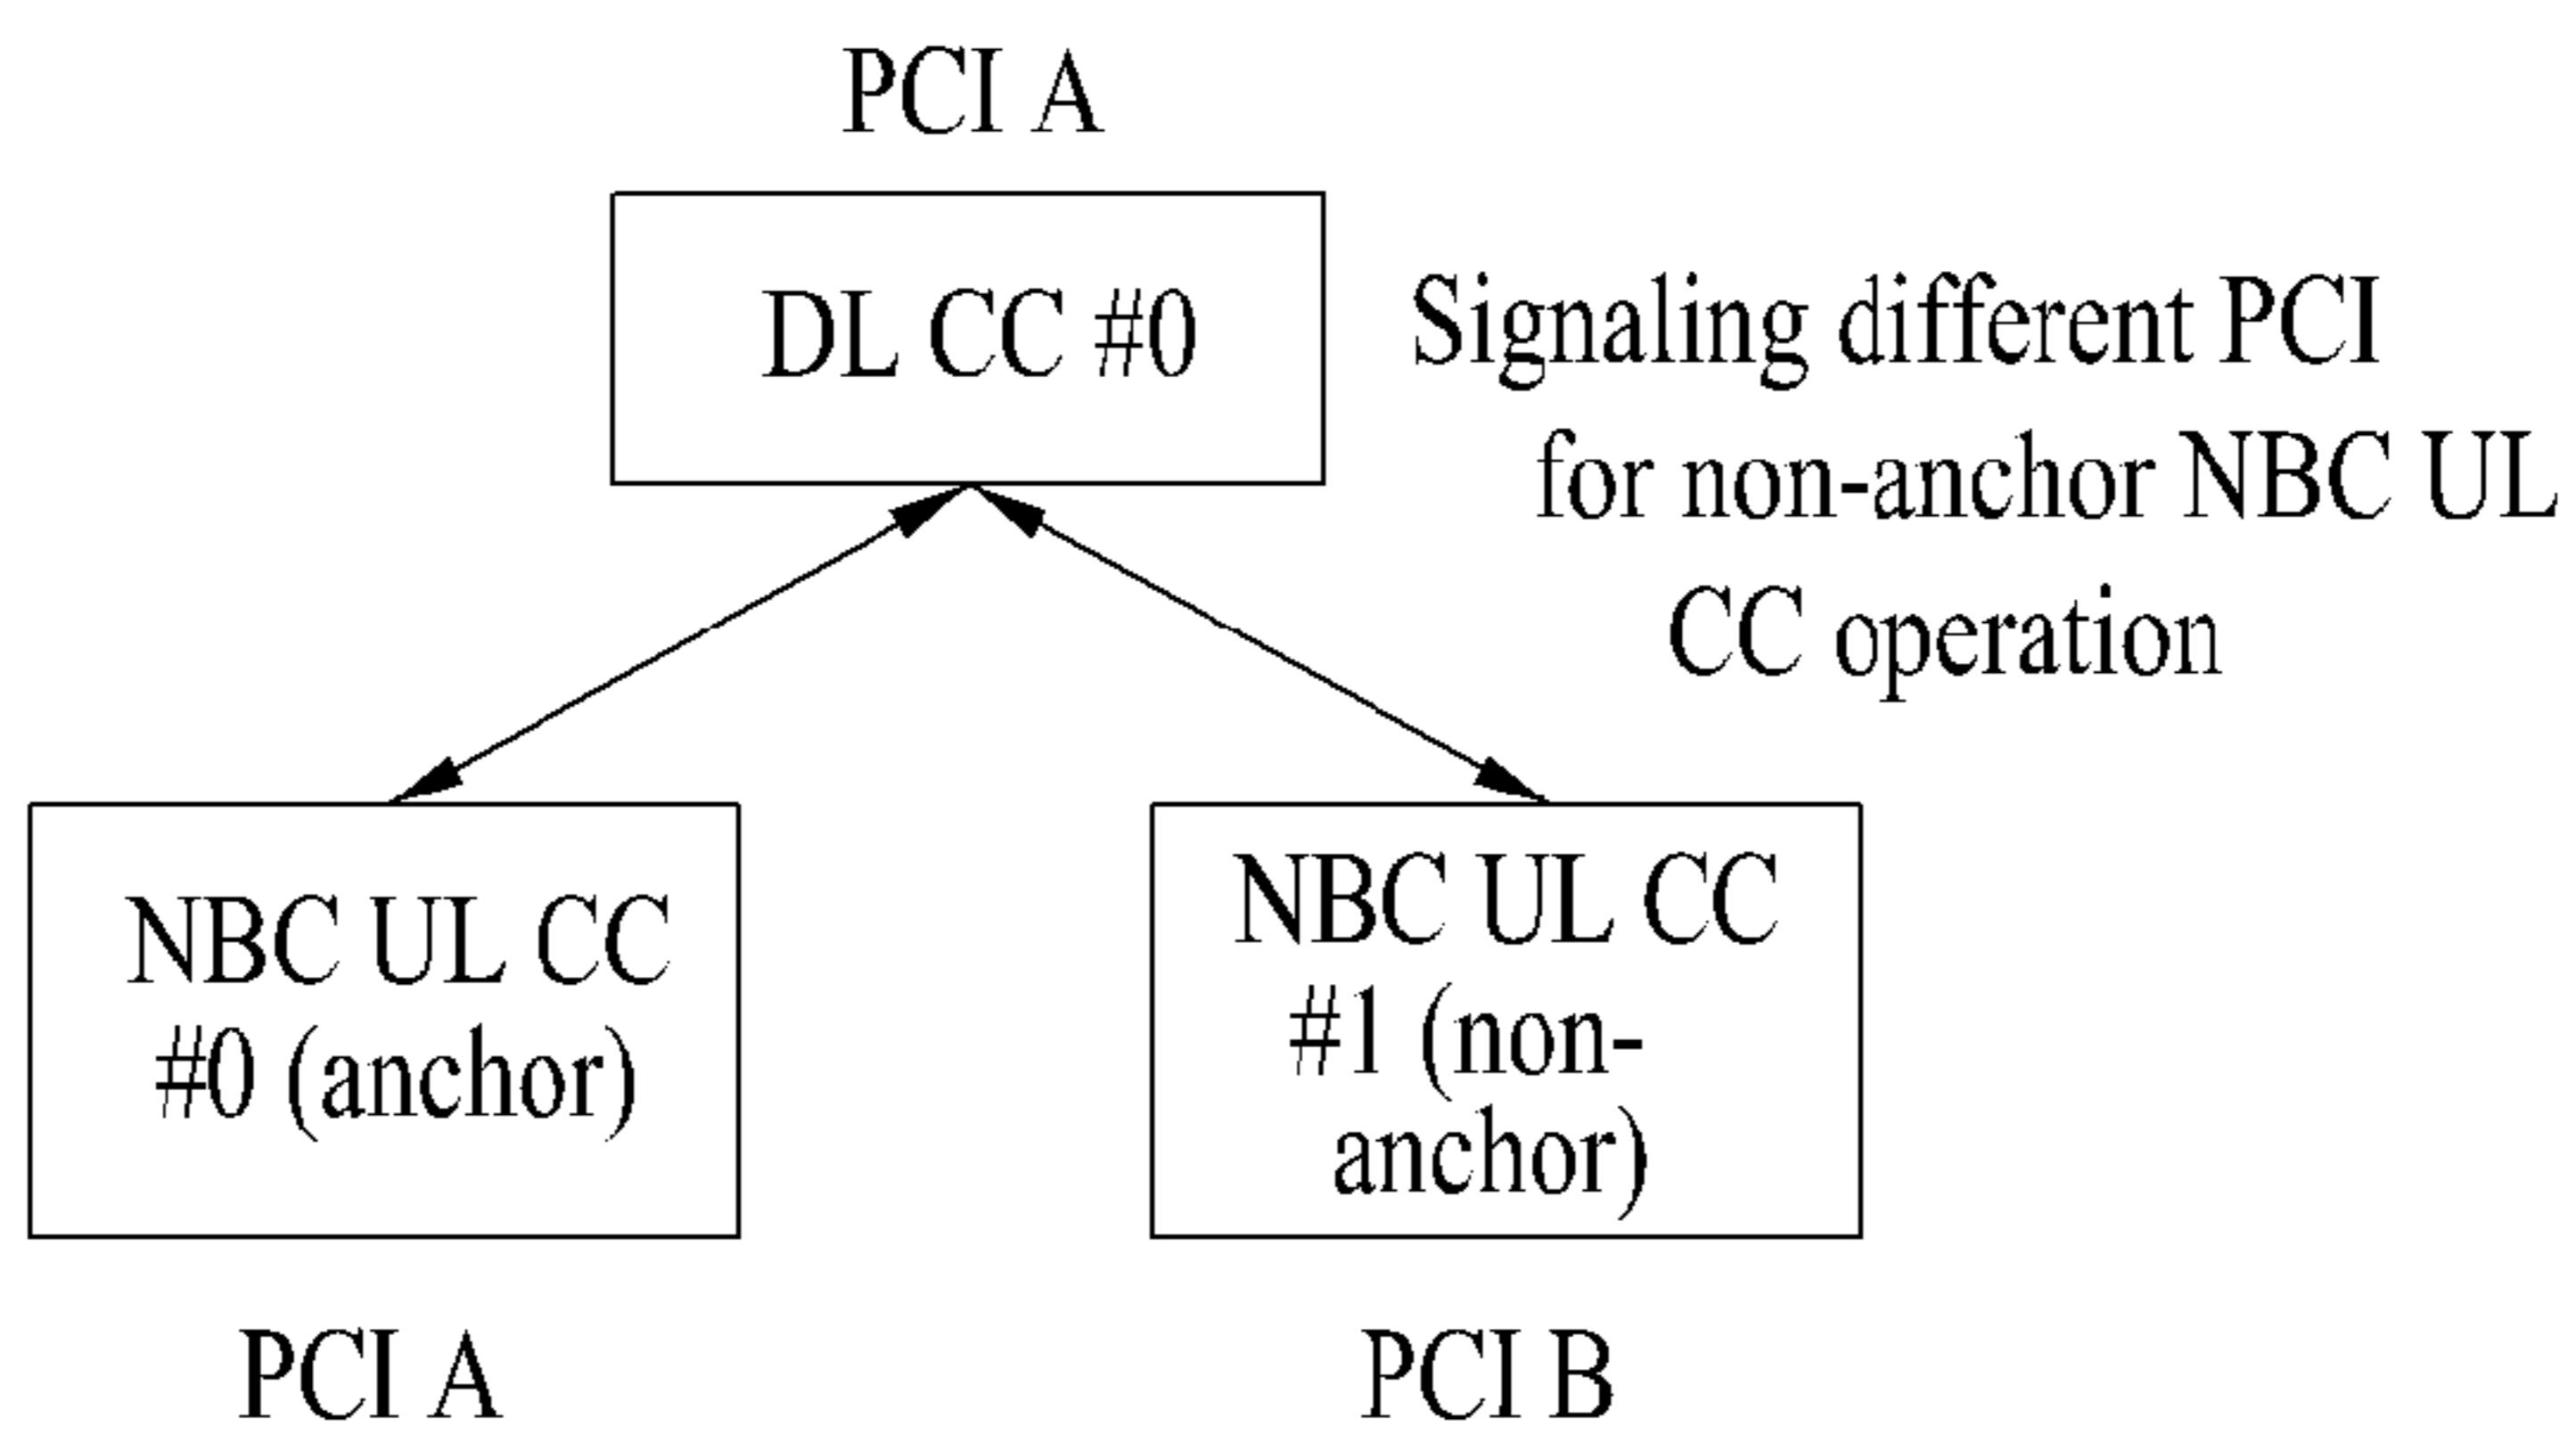 PCI A
DL CC #0
Signaling different PCI
for non-anchor NBC UL
CC operation
NBC UL CC
#0 (anchor)
NBC UL CC
#1 (non-
anchor)
PCI A
PCI B